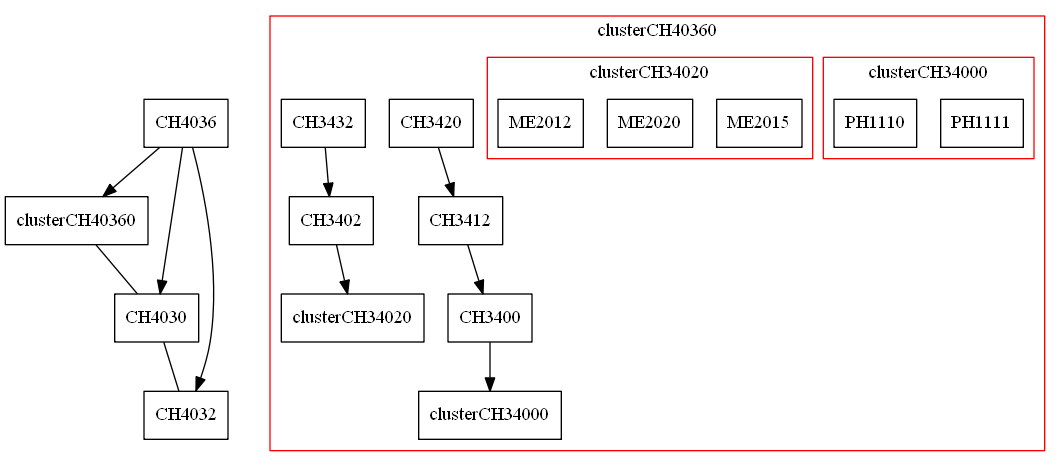 clusterCH40360
clusterCH34020
clusterCH34000
CH4036
CH3432
CH3420
ME2012
ME2020
ME2015
PH1110
PH1111
clusterCH40360
CH3402
CH3412
CH4030
clusterCH34020
CH3400
CH4032
clusterCH34000